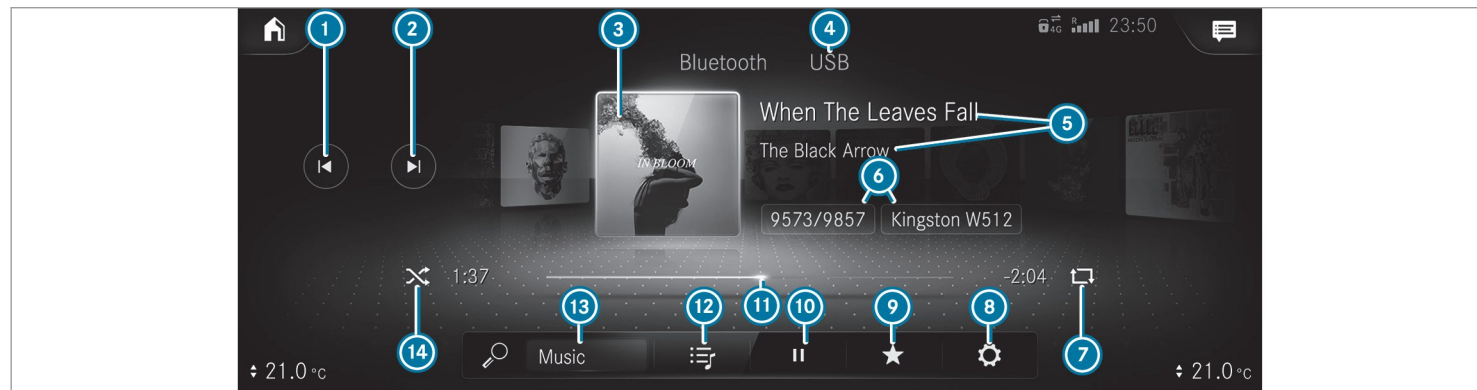 1 2 3 4
4G R 23:50
Bluetooth USB
When The Leaves Fall
5
The Black Arrow
IN BLOOM
6
9573/9857 Kingston W512
1:37 -2:04
13 12 11 10 9 8
14 Music 7
21.0 °C 21.0 °C